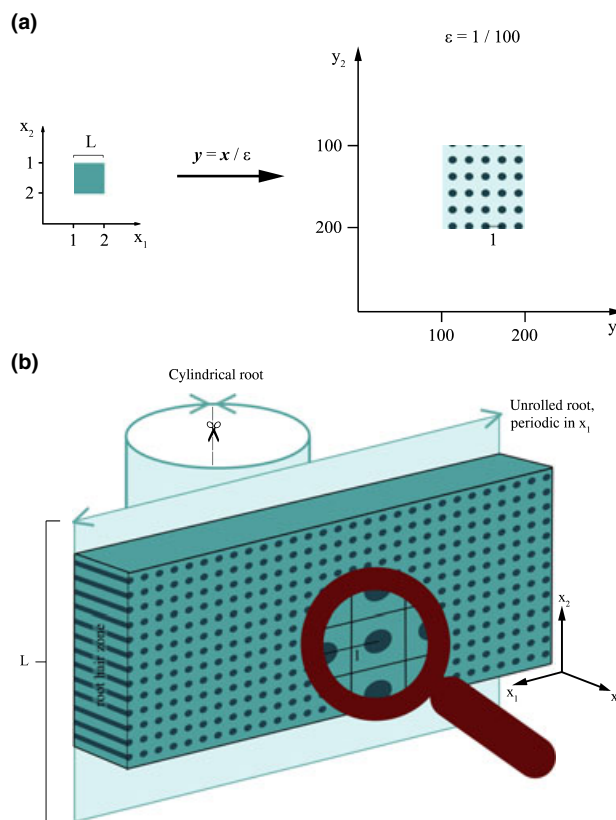 (a)
ε = 1 / 100
y2
x2
L
y = x / ε
1
2
1 2
x1
100
200
1
100 200
y
(b)
Cylindrical root
Unrolled root,
periodic in x1
L
root hair zone
1
x2
x1
x